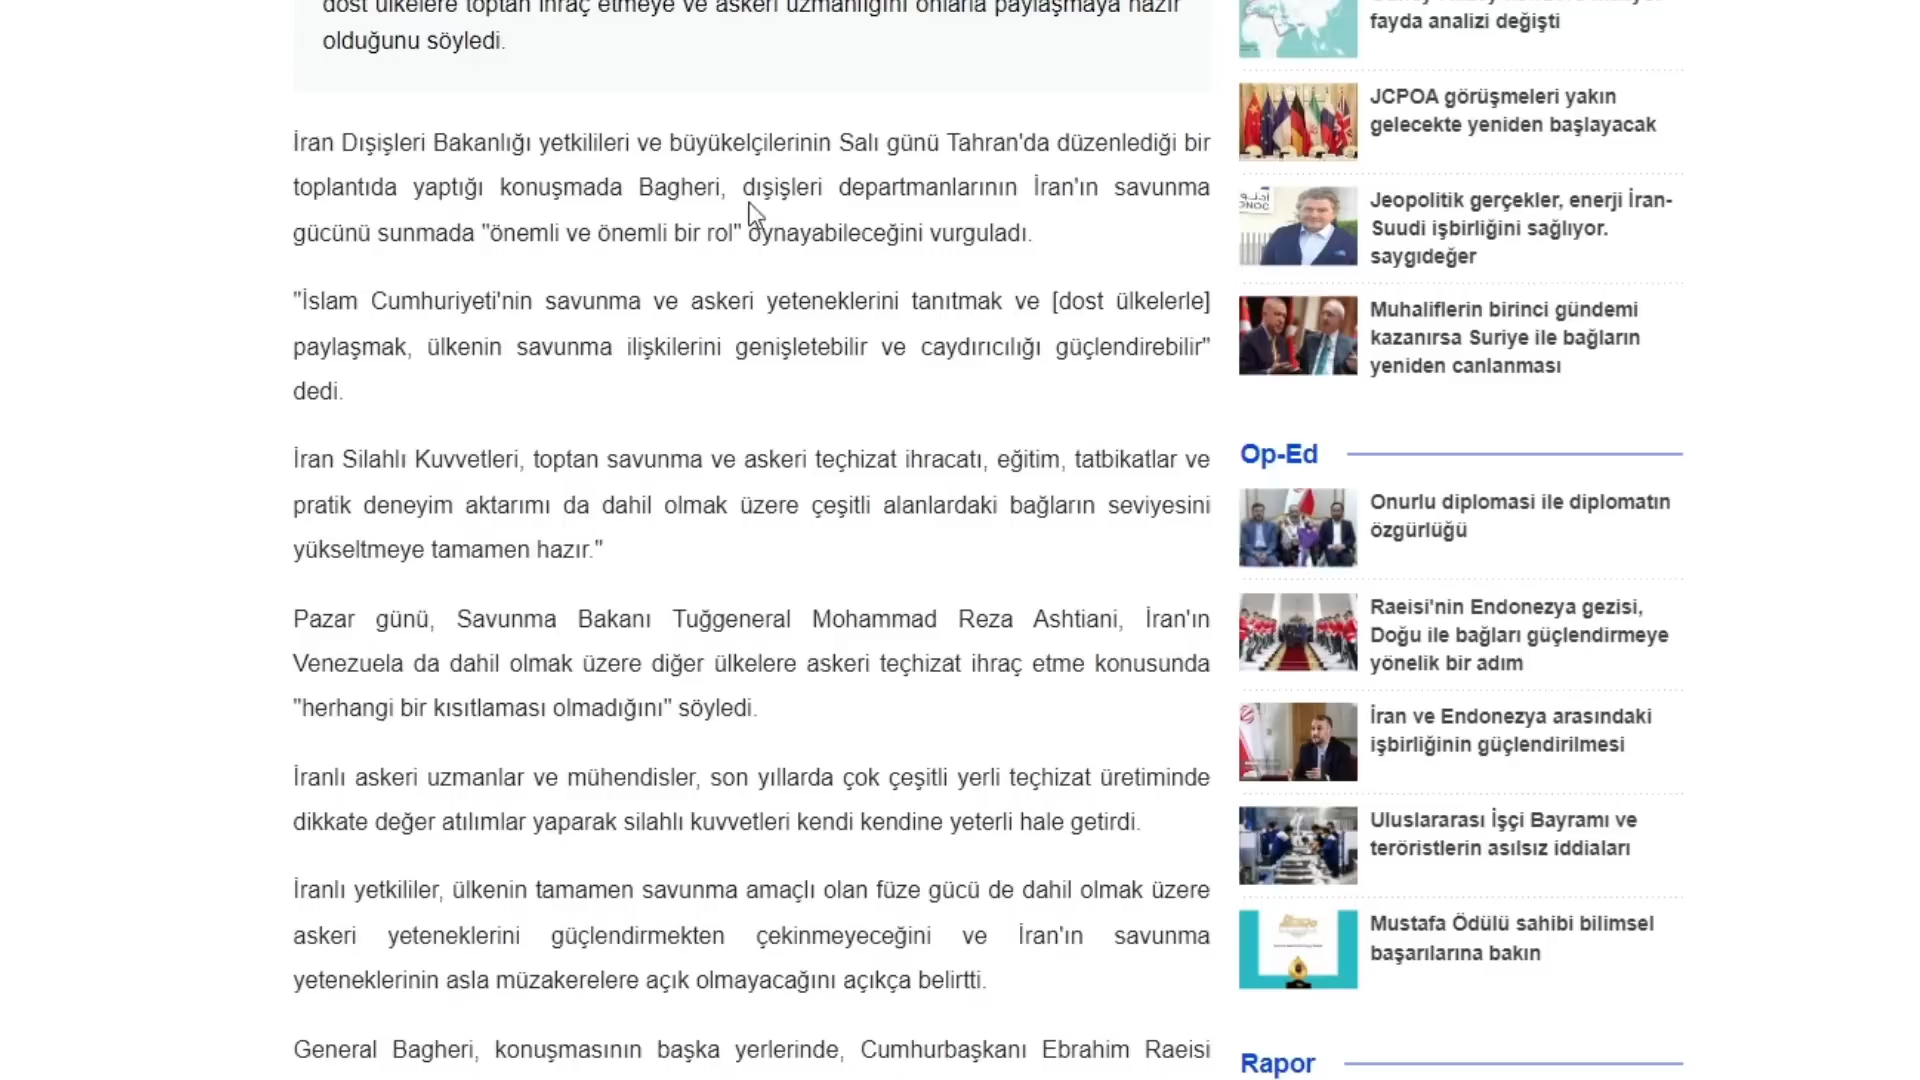 dost ülkelere toptan ihraç etmeye ve askeri uzmanlığını onlarla paylaşmaya hazır
olduğunu söyledi.
İran Dışişleri Bakanlığı yetkilileri ve büyükelçilerinin Salı günü Tahran'da düzenlediği bir
toplantıda yaptığı konuşmada Bagheri, dışişleri departmanlarının İran'ın savunma
gücünü sunmada "önemli ve önemli bir rol" oynayabileceğini vurguladı.
"İslam Cumhuriyeti'nin savunma ve askeri yeteneklerini tanıtmak ve [dost ülkelerle]
paylaşmak, ülkenin savunma ilişkilerini genişletebilir ve caydırıcılığı güçlendirebilir"
dedi.
İran Silahlı Kuvvetleri, toptan savunma ve askeri teçhizat ihracatı, eğitim, tatbikatlar ve
pratik deneyim aktarımı da dahil olmak üzere çeşitli alanlardaki bağların seviyesini
yükseltmeye tamamen hazır."
Pazar günü, Savunma Bakanı Tuğgeneral Mohammad Reza Ashtiani, İran'ın
Venezuela da dahil olmak üzere diğer ülkelere askeri teçhizat ihraç etme konusunda
"herhangi bir kısıtlaması olmadığını" söyledi.
İranlı askeri uzmanlar ve mühendisler, son yıllarda çok çeşitli yerli teçhizat üretiminde
dikkate değer atılımlar yaparak silahlı kuvvetleri kendi kendine yeterli hale getirdi.
İranlı yetkililer, ülkenin tamamen savunma amaçlı olan füze gücü de dahil olmak üzere
askeri yeteneklerini güçlendirmekten çekinmeyeceğini ve İran'ın savunma
yeteneklerinin asla müzakerelere açık olmayacağını açıkça belirtti.
General Bagheri, konuşmasının başka yerlerinde, Cumhurbaşkanı Ebrahim Raeisi
fayda analizi değişti
JCPOA görüşmeleri yakın
gelecekte yeniden başlayacak
Jeopolitik gerçekler, enerji İran-
Suudi işbirliğini sağlıyor.
saygıdeğer
Muhaliflerin birinci gündemi
kazanırsa Suriye ile bağların
yeniden canlanması
Op-Ed
Onurlu diplomasi ile diplomatın
özgürlüğü
Raeisi'nin Endonezya gezisi,
Doğu ile bağları güçlendirmeye
yönelik bir adım
İran ve Endonezya arasındaki
işbirliğinin güçlendirilmesi
Uluslararası İşçi Bayramı ve
teröristlerin asılsız iddiaları
Mustafa Ödülü sahibi bilimsel
başarılarına bakın
Rapor